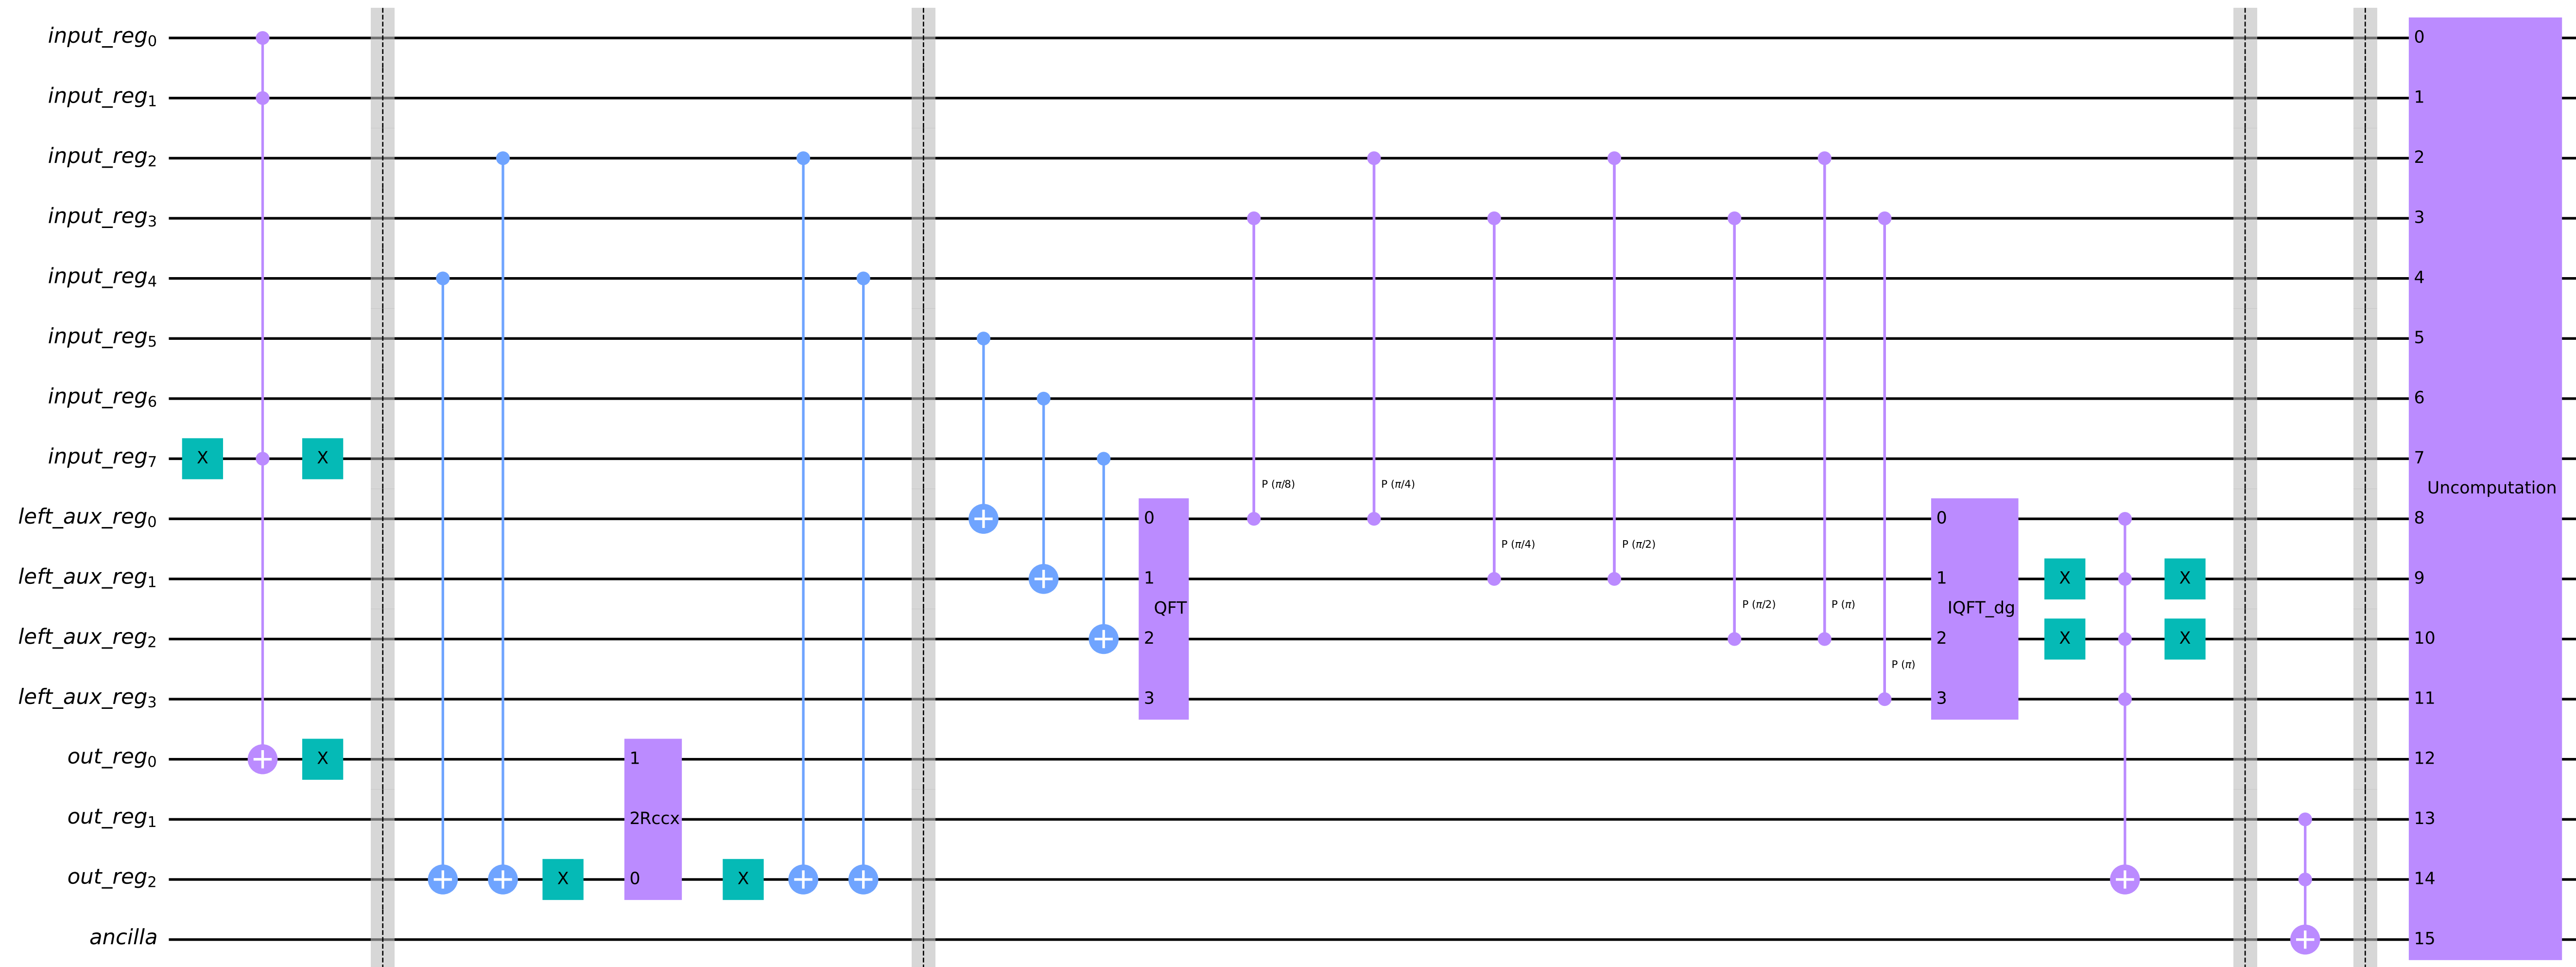 input_reg0 0
input_reg1 1
input_reg2 2
input_reg3 3
input_reg4 4
input_reg5 5
input_reg6 6
input_reg7 X X 7
P (π/8) P (π/4) Uncomputation
left_aux_reg0 0 0 8
P (π/4) P (π/2)
left_aux_reg1 1 1 X X 9
QFT P (π/2) P (π) IQFT_dg
left_aux_reg2 2 2 X X 10
P (π)
left_aux_reg3 3 3 11
out_reg0 X 1 12
out_reg1 2Rccx 13
out_reg2 X 0 X 14
ancilla 15